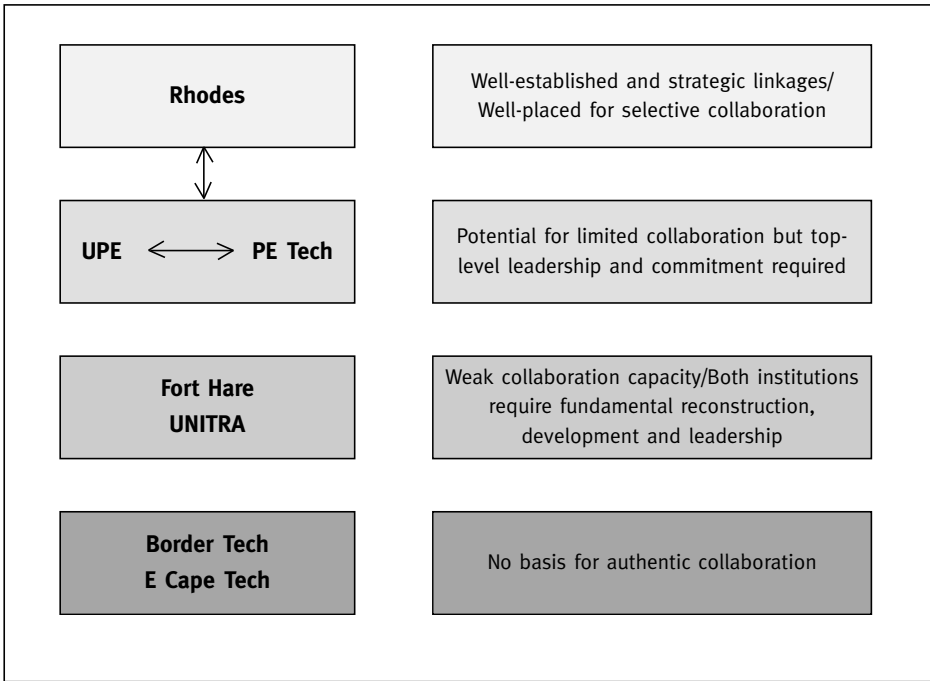 Rhodes
Well-established and strategic linkages/
Well-placed for selective collaboration
UPE PE Tech
Potential for limited collaboration but top-
level leadership and commitment required
Fort Hare
UNITRA
Weak collaboration capacity/Both institutions
require fundamental reconstruction,
development and leadership
Border Tech
E Cape Tech
No basis for authentic collaboration